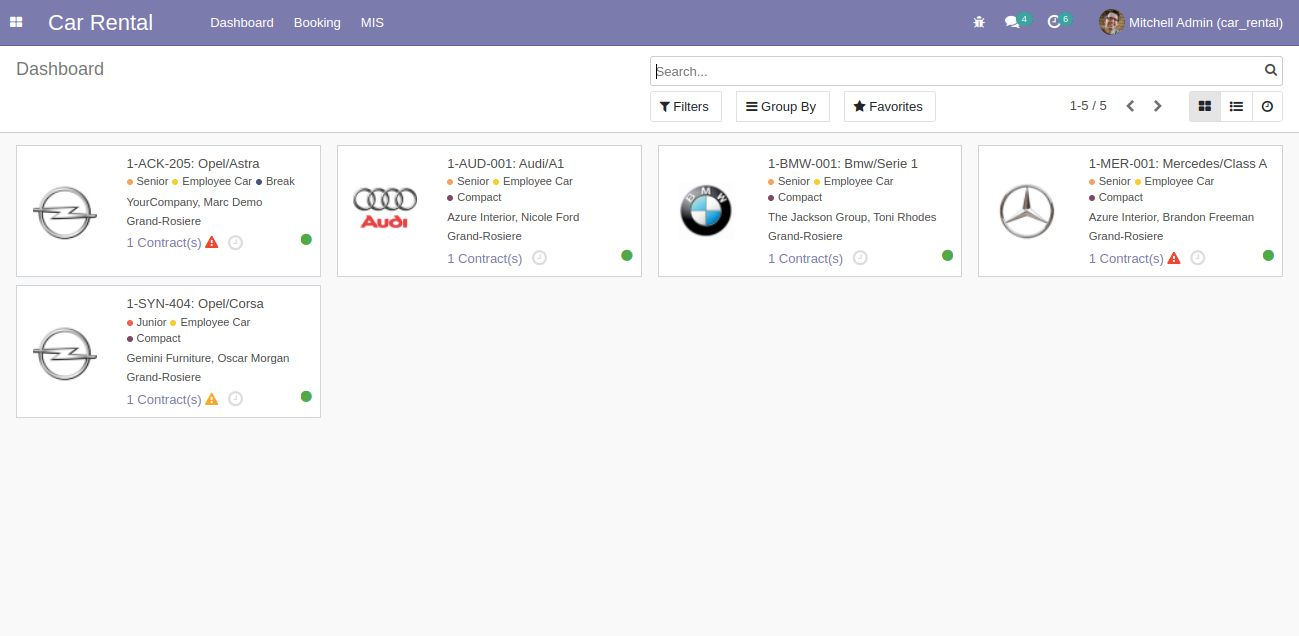 Car Rental Dashboard Booking MIS 4 6 Mitchell Admin (car_rental)
Dashboard
Search...
Filters Group By Favorites 1-5 / 5
1-ACK-205: Opel/Astra
Senior Employee Car Break
YourCompany, Marc Demo
Grand-Rosiere
1 Contract(s)
Audi
1-AUD-001: Audi/A1
Senior Employee Car
Compact
Azure Interior, Nicole Ford
Grand-Rosiere
1 Contract(s)
BMW
1-BMW-001: Bmw/Serie 1
Senior Employee Car
Compact
The Jackson Group, Toni Rhodes
Grand-Rosiere
1 Contract(s)
1-MER-001: Mercedes/Class A
Senior Employee Car
Compact
Azure Interior, Brandon Freeman
Grand-Rosiere
1 Contract(s)
1-SYN-404: Opel/Corsa
Junior Employee Car
Compact
Gemini Furniture, Oscar Morgan
Grand-Rosiere
1 Contract(s)